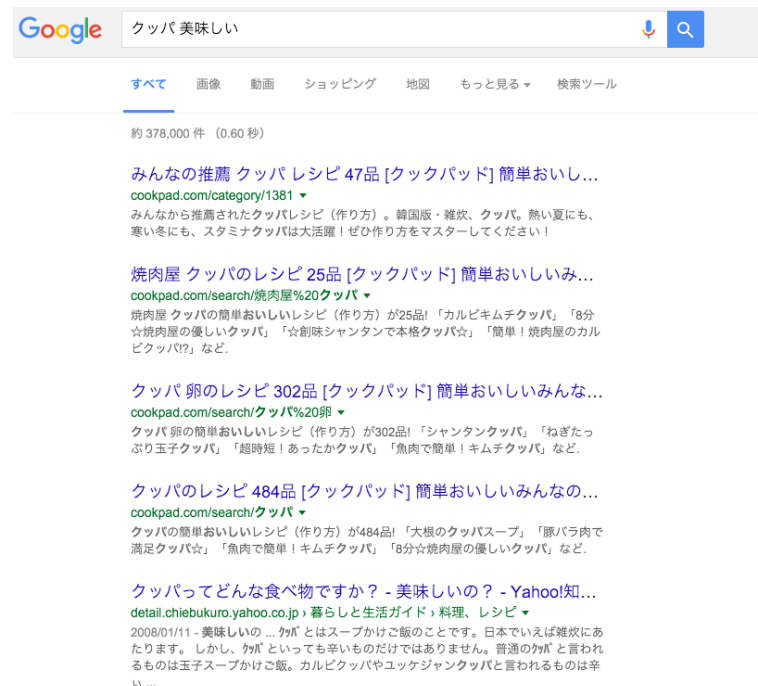 Google
クッパ 美味しい
すべて 画像 動画 ショッピング 地図 もっと見る 検索ツール
約 378,000 件 （0.60 秒）
みんなの推薦 クッパ レシピ 47品 [クックパッド] 簡単おいし...
cookpad.com/category/1381
みんなから推薦されたクッパレシピ（作り方）。韓国版・雑炊、クッパ。熱い夏にも、
寒い冬にも、スタミナクッパは大活躍！ぜひ作り方をマスターしてください！
焼肉屋 クッパのレシピ 25品 [クックパッド] 簡単おいしいみ...
cookpad.com/search/焼肉屋%20クッパ
焼肉屋 クッパの簡単おいしいレシピ（作り方）が25品! 「カルビキムチクッパ」「8分
☆焼肉屋の優しいクッパ」「☆創味シャンタンで本格クッパ☆」「簡単！焼肉屋のカル
ビクッパ!?」など.
クッパ 卵のレシピ 302品 [クックパッド] 簡単おいしいみんな...
cookpad.com/search/クッパ%20卵
クッパ 卵の簡単おいしいレシピ（作り方）が302品! 「シャンタンクッパ」「ねぎたっ
ぷり玉子クッパ」「超時短！あったかクッパ」「魚肉で簡単！キムチクッパ」など.
クッパのレシピ 484品 [クックパッド] 簡単おいしいみんなの...
cookpad.com/search/クッパ
クッパの簡単おいしいレシピ（作り方）が484品! 「大根のクッパスープ」「豚バラ肉で
満足クッパ☆」「魚肉で簡単！キムチクッパ」「8分☆焼肉屋の優しいクッパ」など.
クッパってどんな食べ物ですか？ - 美味しいの？ - Yahoo!知...
detail.chiebukuro.yahoo.co.jp › 暮らしと生活ガイド › 料理、レシピ
2008/01/11 - 美味しいの ... ｸｯﾊﾟとはスープかけご飯のことです。日本でいえば雑炊にあ
たります。 しかし、ｸｯﾊﾟといっても辛いものだけではありません。普通のｸｯﾊﾟと言われ
るものは玉子スープかけご飯。カルビクッパやユッケジャンクッパと言われるものは辛
い ...